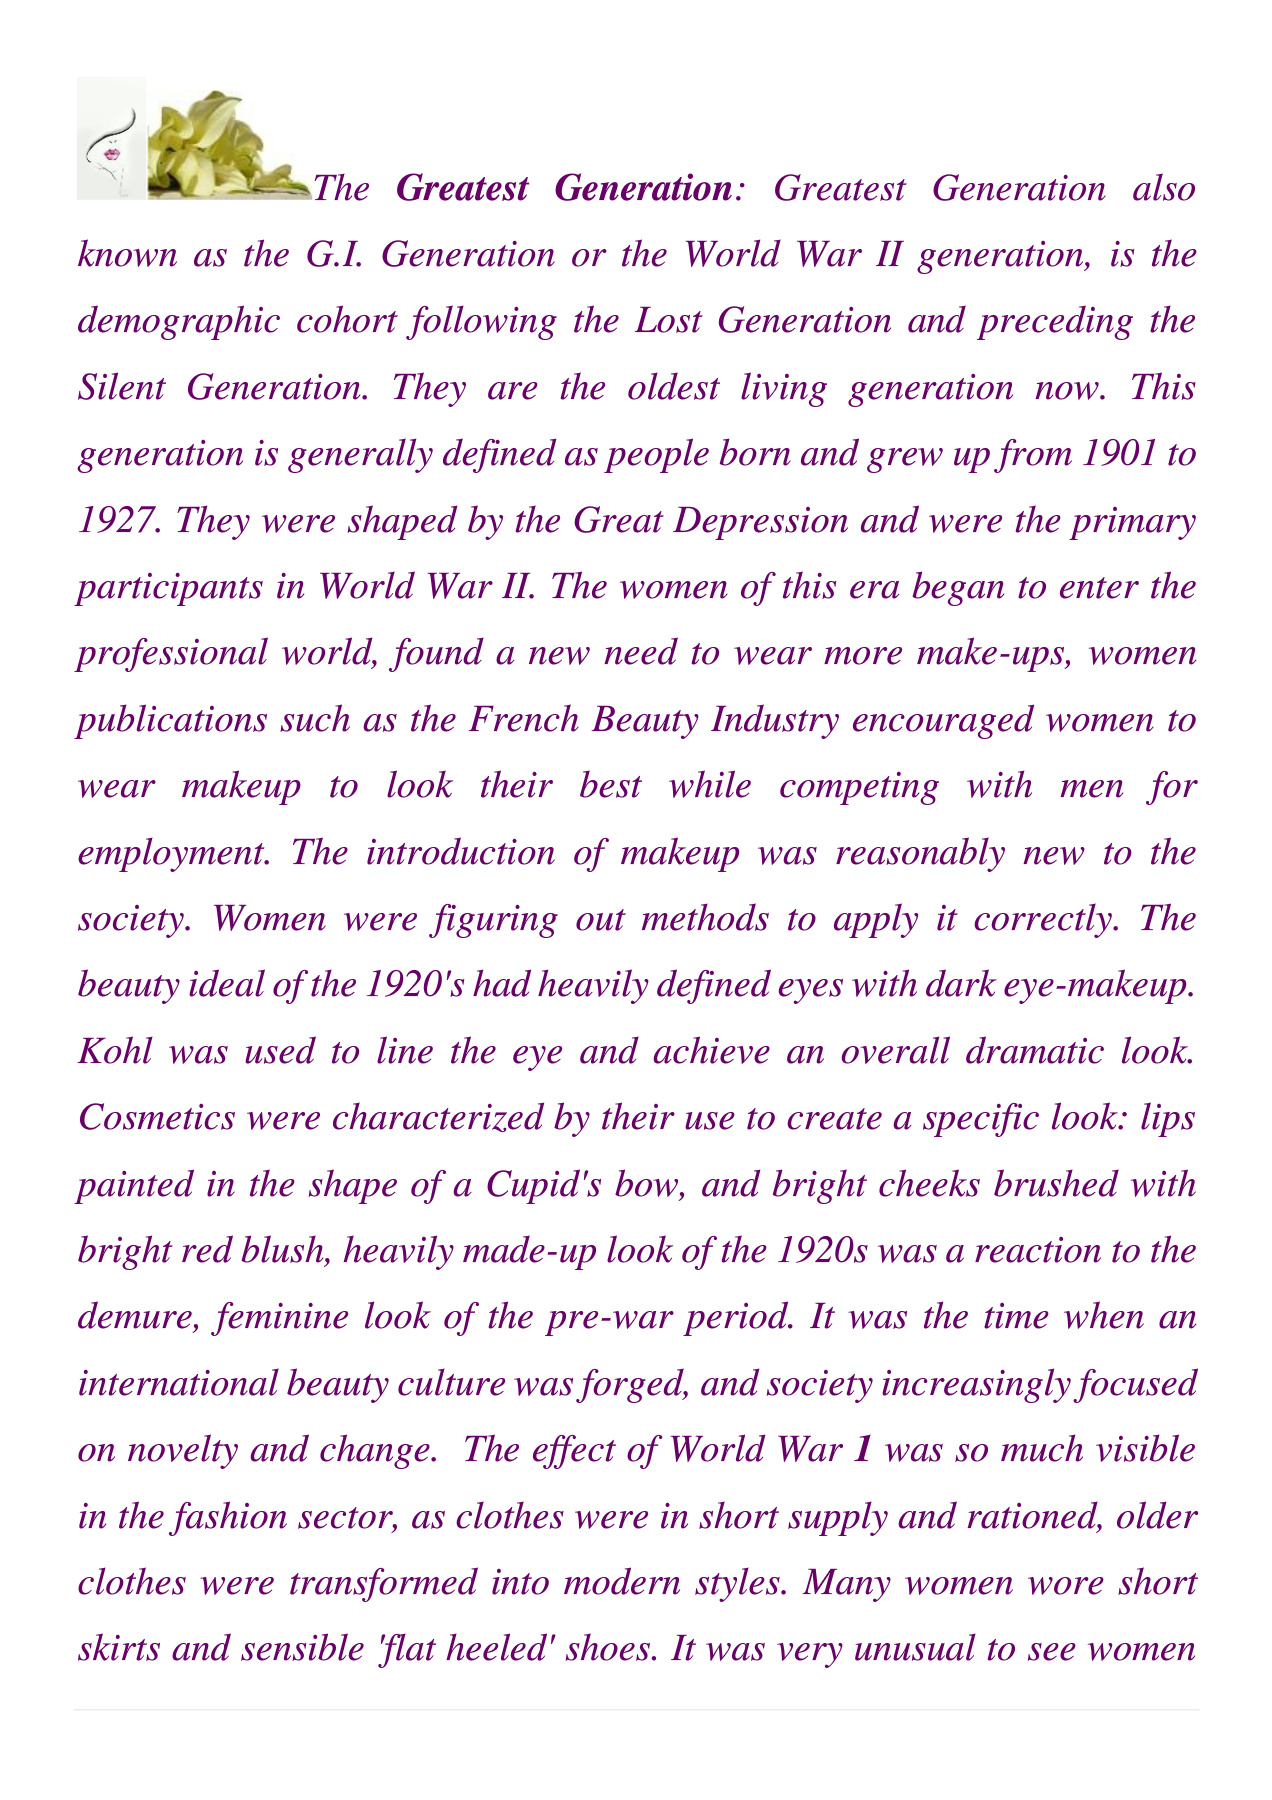 The Greatest Generation: Greatest Generation also
known as the G.I. Generation or the World War II generation, is the
demographic cohort following the Lost Generation and preceding the
Silent Generation. They are the oldest living generation now. This
generation is generally defined as people born and grew up from 1901 to
1927. They were shaped by the Great Depression and were the primary
participants in World War II. The women of this era began to enter the
professional world, found a new need to wear more make-ups, women
publications such as the French Beauty Industry encouraged women to
wear makeup to look their best while competing with men for
employment. The introduction of makeup was reasonably new to the
society. Women were figuring out methods to apply it correctly. The
beauty ideal of the 1920's had heavily defined eyes with dark eye-makeup.
Kohl was used to line the eye and achieve an overall dramatic look.
Cosmetics were characterized by their use to create a specific look: lips
painted in the shape of a Cupid's bow, and bright cheeks brushed with
bright red blush, heavily made-up look of the 1920s was a reaction to the
demure, feminine look of the pre-war period. It was the time when an
international beauty culture was forged, and society increasingly focused
on novelty and change.  The effect of World War 1 was so much visible
in the fashion sector, as clothes were in short supply and rationed, older
clothes were transformed into modern styles. Many women wore short
skirts and sensible 'flat heeled' shoes. It was very unusual to see women